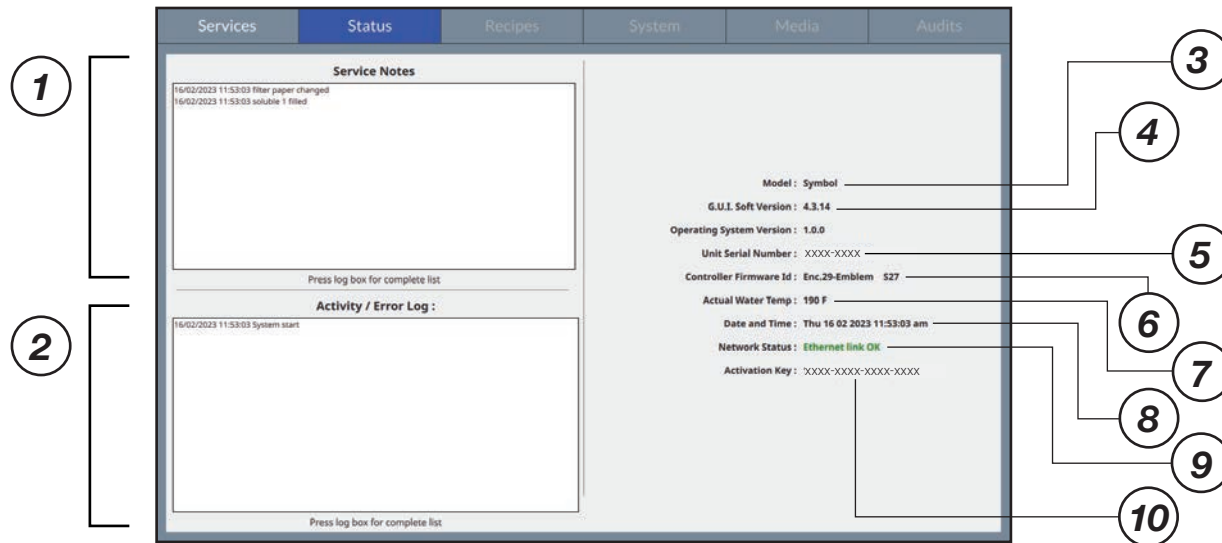 Services Status Recipes System Media Audits
1
Service Notes
16/02/2023 11:53:03 filter paper changed
16/02/2023 11:53:03 soluble 1 filled
Press log box for complete list
2
Activity / Error Log :
16/02/2023 11:53:03 System start
Press log box for complete list
Model : Symbol
3
G.U.I. Soft Version : 4.3.14
4
Operating System Version : 1.0.0
Unit Serial Number : XXXX-XXXX
5
Controller Firmware Id : Enc.29-Emblem S27
6
Actual Water Temp : 190 F
7
Date and Time : Thu 16 02 2023 11:53:03 am
8
Network Status : Ethernet link OK
9
Activation Key : XXXX-XXXX-XXXX-XXXX
10